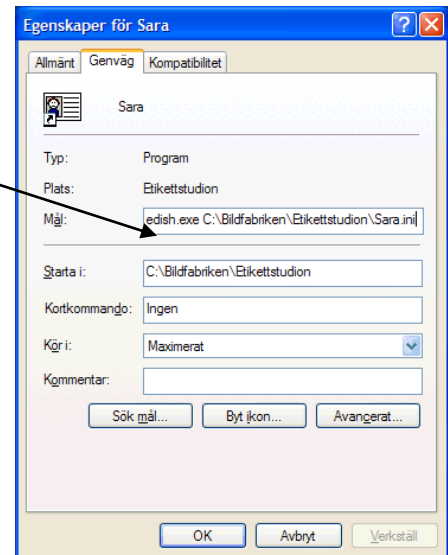 Egenskaper för Sara
Allmänt Genväg Kompatibilitet
Sara
Typ: Program
Plats: Etikettstudion
Mål: edish.exe C:\Bildfabriken\Etikettstudion\Sara.ini
Starta i: C:\Bildfabriken\Etikettstudion
Kortkommando: Ingen
Kör i: Maximerat
Kommentar:
Sök mål... Byt ikon... Avancerat...
OK Avbryt Verkställ